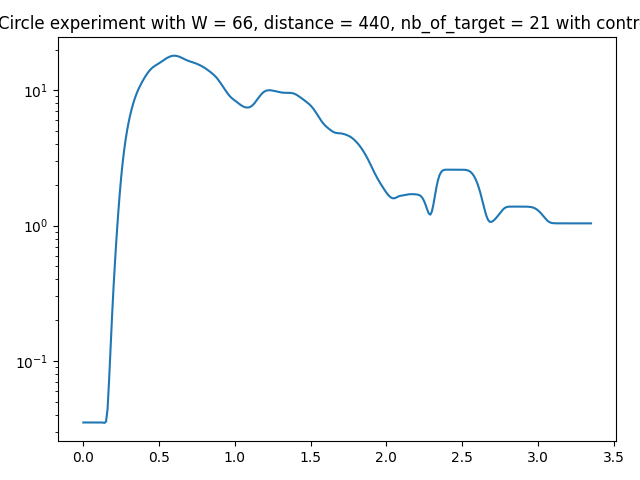 Circle experiment with W = 66, distance = 440, nb_of_target = 21 with contr
10¹
10⁰
10⁻¹
0.0 0.5 1.0 1.5 2.0 2.5 3.0 3.5